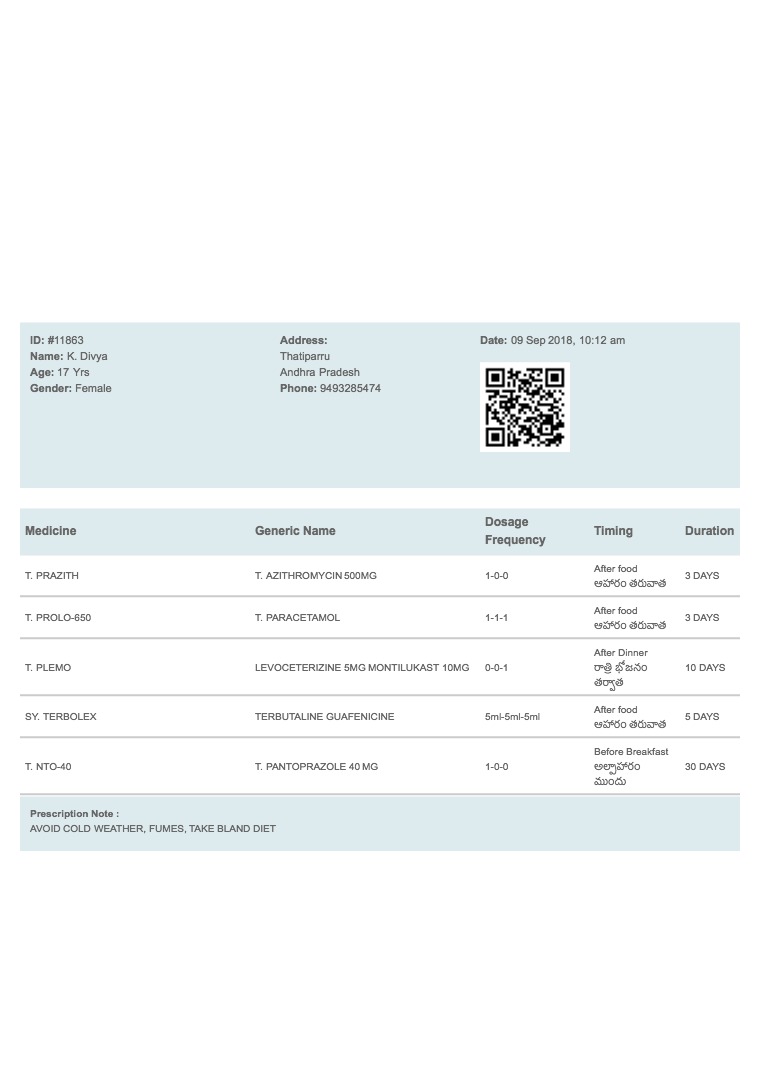 ID: #11863
Name: K. Divya
Age: 17 Yrs
Gender: Female
Address:
Thatiparru
Andhra Pradesh
Phone: 9493285474
Date: 09 Sep 2018, 10:12 am
Medicine Generic Name Dosage Frequency Timing Duration
T. PRAZITH T. AZITHROMYCIN 500MG 1-0-0 After food 3 DAYS
ఆహారం తరువాత
T. PROLO-650 T. PARACETAMOL 1-1-1 After food 3 DAYS
ఆహారం తరువాత
T. PLEMO LEVOCETERIZINE 5MG MONTILUKAST 10MG 0-0-1 After Dinner 10 DAYS
రాత్రి భోజనం
తర్వాత
SY. TERBOLEX TERBUTALINE GUAFENICINE 5ml-5ml-5ml After food 5 DAYS
ఆహారం తరువాత
T. NTO-40 T. PANTOPRAZOLE 40 MG 1-0-0 Before Breakfast 30 DAYS
అల్పాహారం
ముందు
Prescription Note :
AVOID COLD WEATHER, FUMES, TAKE BLAND DIET